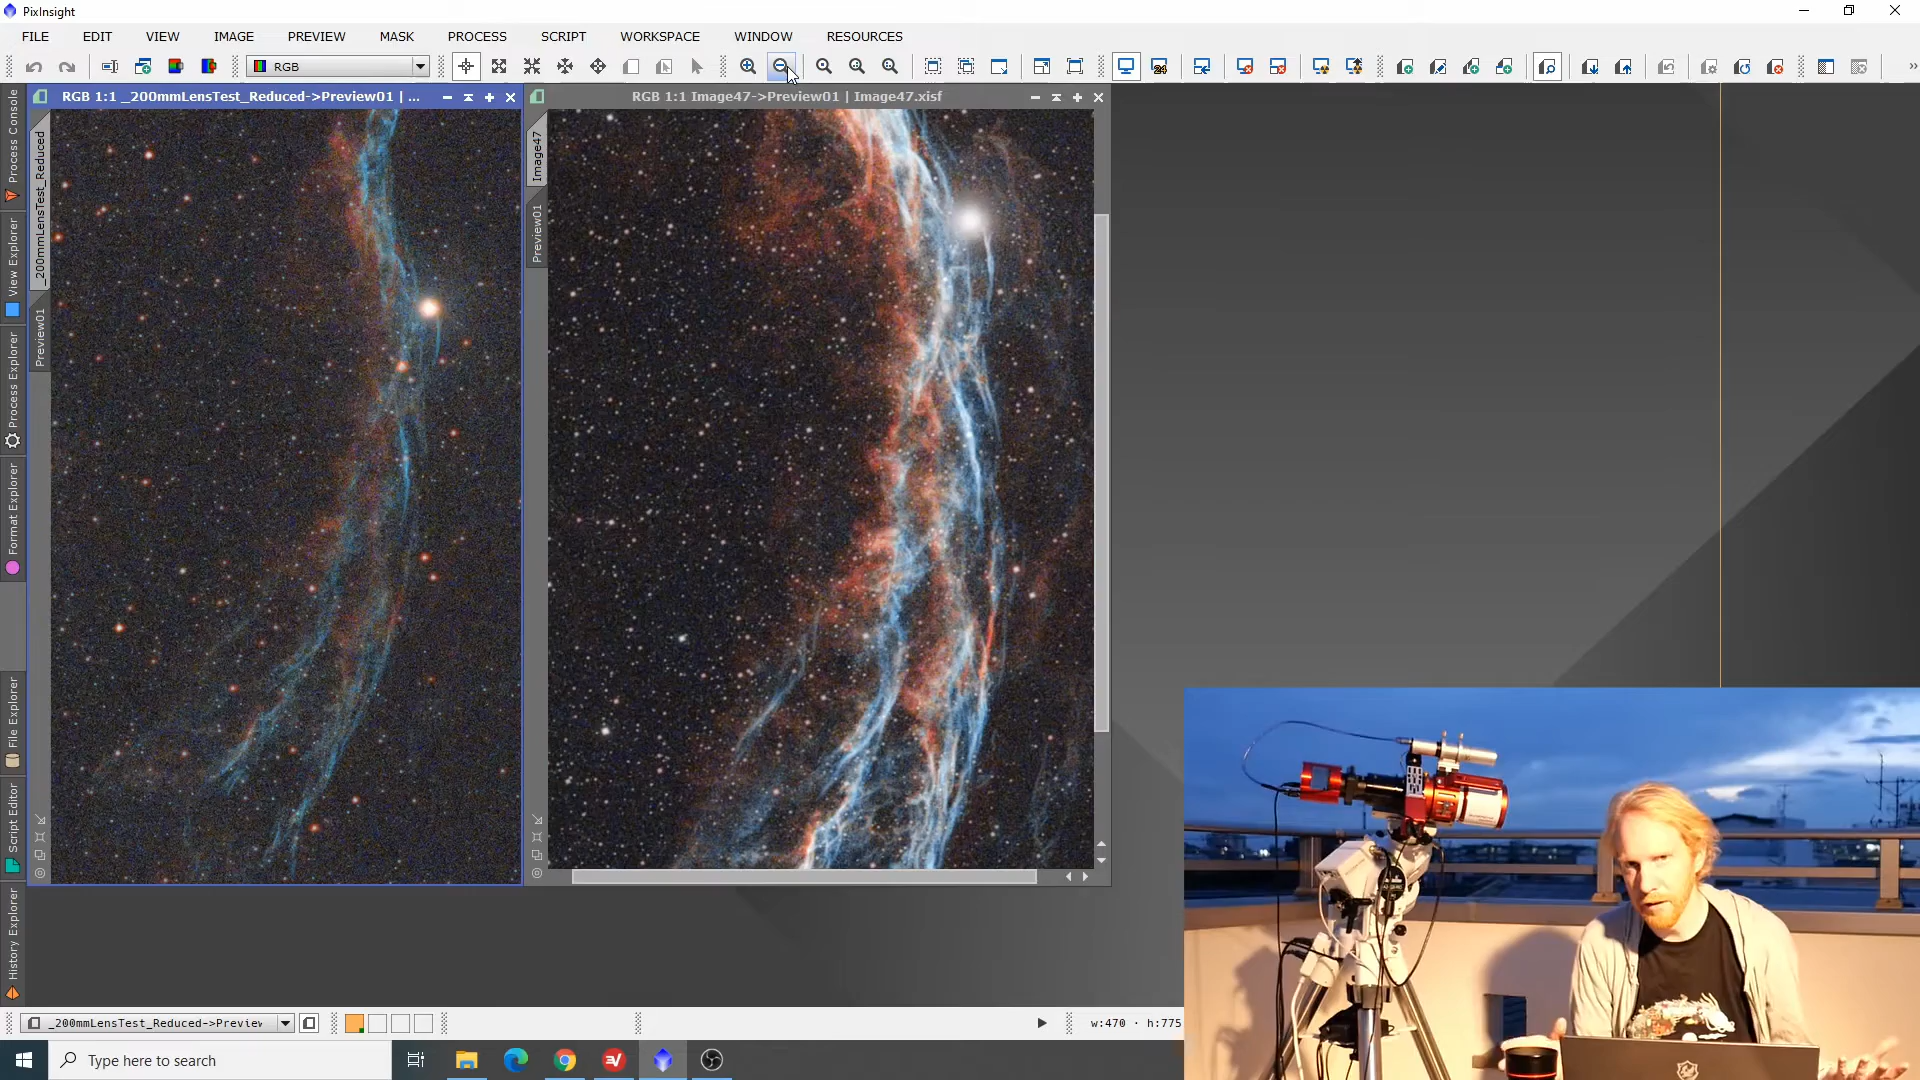 PixInsight
FILE EDIT VIEW IMAGE PREVIEW MASK PROCESS SCRIPT WORKSPACE WINDOW RESOURCES
RGB
24
RGB 1:1 _200mmLensTest_Reduced->Preview01 | ...
RGB 1:1 Image47->Preview01 | Image47.xisf
Process Console
View Explorer
Process Explorer
Format Explorer
File Explorer
Script Editor
History Explorer
_200mmLensTest_Reduced
Preview01
Image47
Preview01
_200mmLensTest_Reduced->Preview
w:470 · h:775
Type here to search